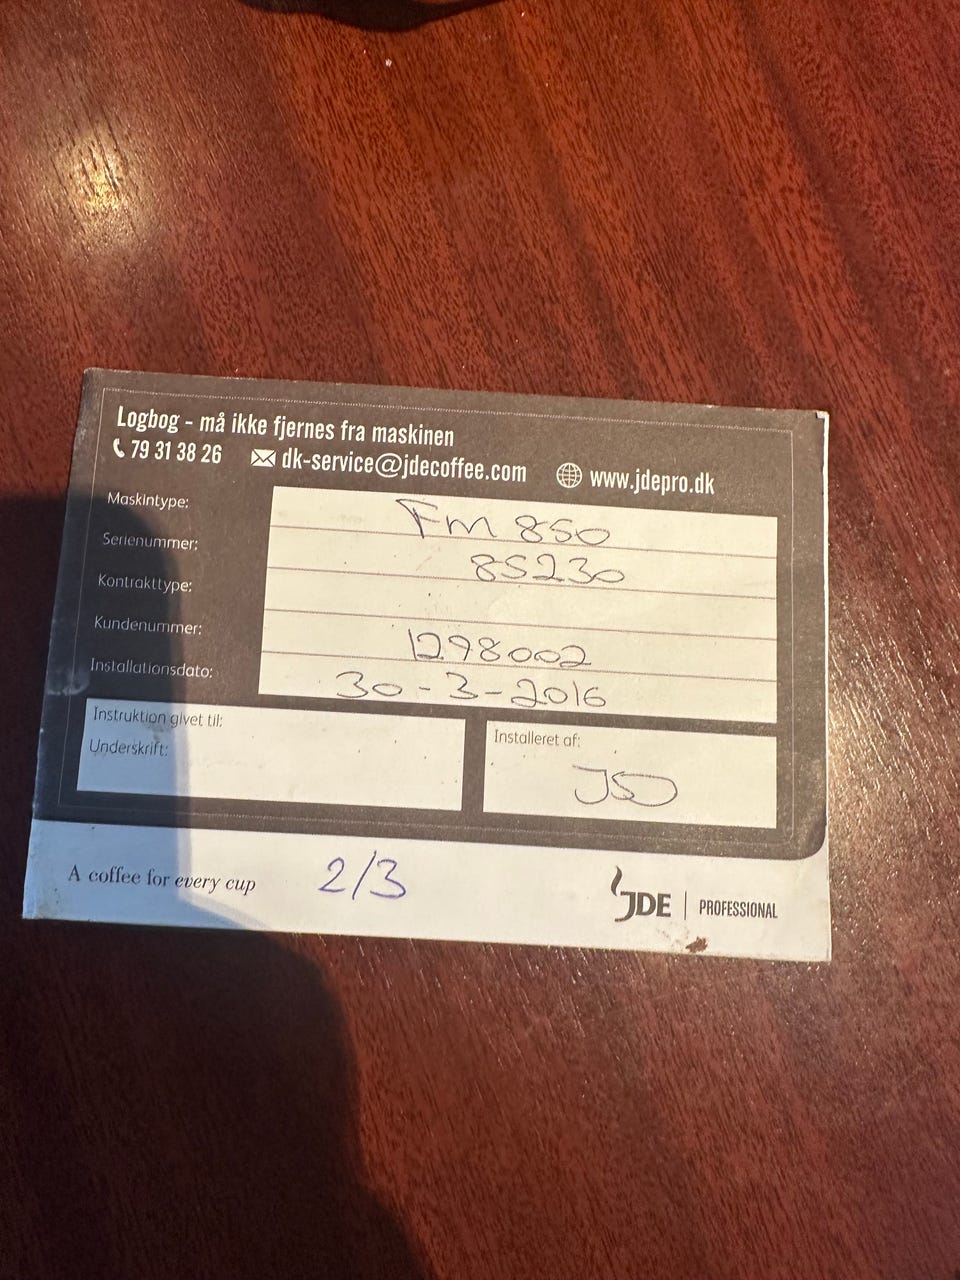 Logbog - må ikke fjernes fra maskinen
79 31 38 26 dk-service@jdecoffee.com www.jdepro.dk
Maskintype: FM 850
Serienummer: 85230
Kontrakttype:
Kundenummer: 1298002
Installationsdato: 30-3-2016
Instruktion givet til:
Underskrift:
Installeret af:
JSD
A coffee for every cup 2/3 JDE | PROFESSIONAL